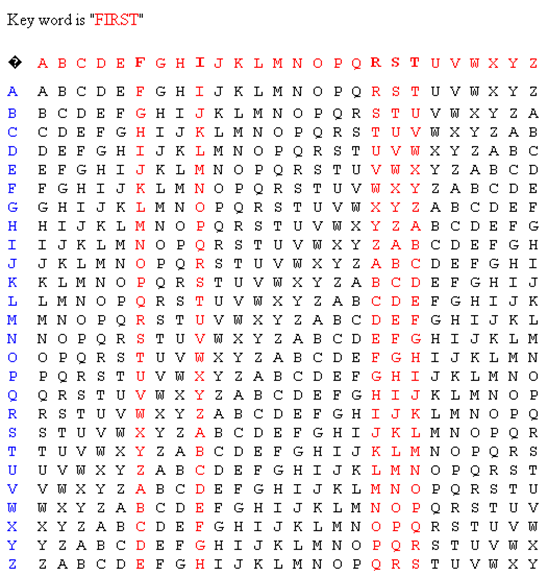 Key word is "FIRST"
� A B C D E F G H I J K L M N O P Q R S T U V W X Y Z
A A B C D E F G H I J K L M N O P Q R S T U V W X Y Z
B B C D E F G H I J K L M N O P Q R S T U V W X Y Z A
C C D E F G H I J K L M N O P Q R S T U V W X Y Z A B
D D E F G H I J K L M N O P Q R S T U V W X Y Z A B C
E E F G H I J K L M N O P Q R S T U V W X Y Z A B C D
F F G H I J K L M N O P Q R S T U V W X Y Z A B C D E
G G H I J K L M N O P Q R S T U V W X Y Z A B C D E F
H H I J K L M N O P Q R S T U V W X Y Z A B C D E F G
I I J K L M N O P Q R S T U V W X Y Z A B C D E F G H
J J K L M N O P Q R S T U V W X Y Z A B C D E F G H I
K K L M N O P Q R S T U V W X Y Z A B C D E F G H I J
L L M N O P Q R S T U V W X Y Z A B C D E F G H I J K
M M N O P Q R S T U V W X Y Z A B C D E F G H I J K L
N N O P Q R S T U V W X Y Z A B C D E F G H I J K L M
O O P Q R S T U V W X Y Z A B C D E F G H I J K L M N
P P Q R S T U V W X Y Z A B C D E F G H I J K L M N O
Q Q R S T U V W X Y Z A B C D E F G H I J K L M N O P
R R S T U V W X Y Z A B C D E F G H I J K L M N O P Q
S S T U V W X Y Z A B C D E F G H I J K L M N O P Q R
T T U V W X Y Z A B C D E F G H I J K L M N O P Q R S
U U V W X Y Z A B C D E F G H I J K L M N O P Q R S T
V V W X Y Z A B C D E F G H I J K L M N O P Q R S T U
W W X Y Z A B C D E F G H I J K L M N O P Q R S T U V
X X Y Z A B C D E F G H I J K L M N O P Q R S T U V W
Y Y Z A B C D E F G H I J K L M N O P Q R S T U V W X
Z Z A B C D E F G H I J K L M N O P Q R S T U V W X Y